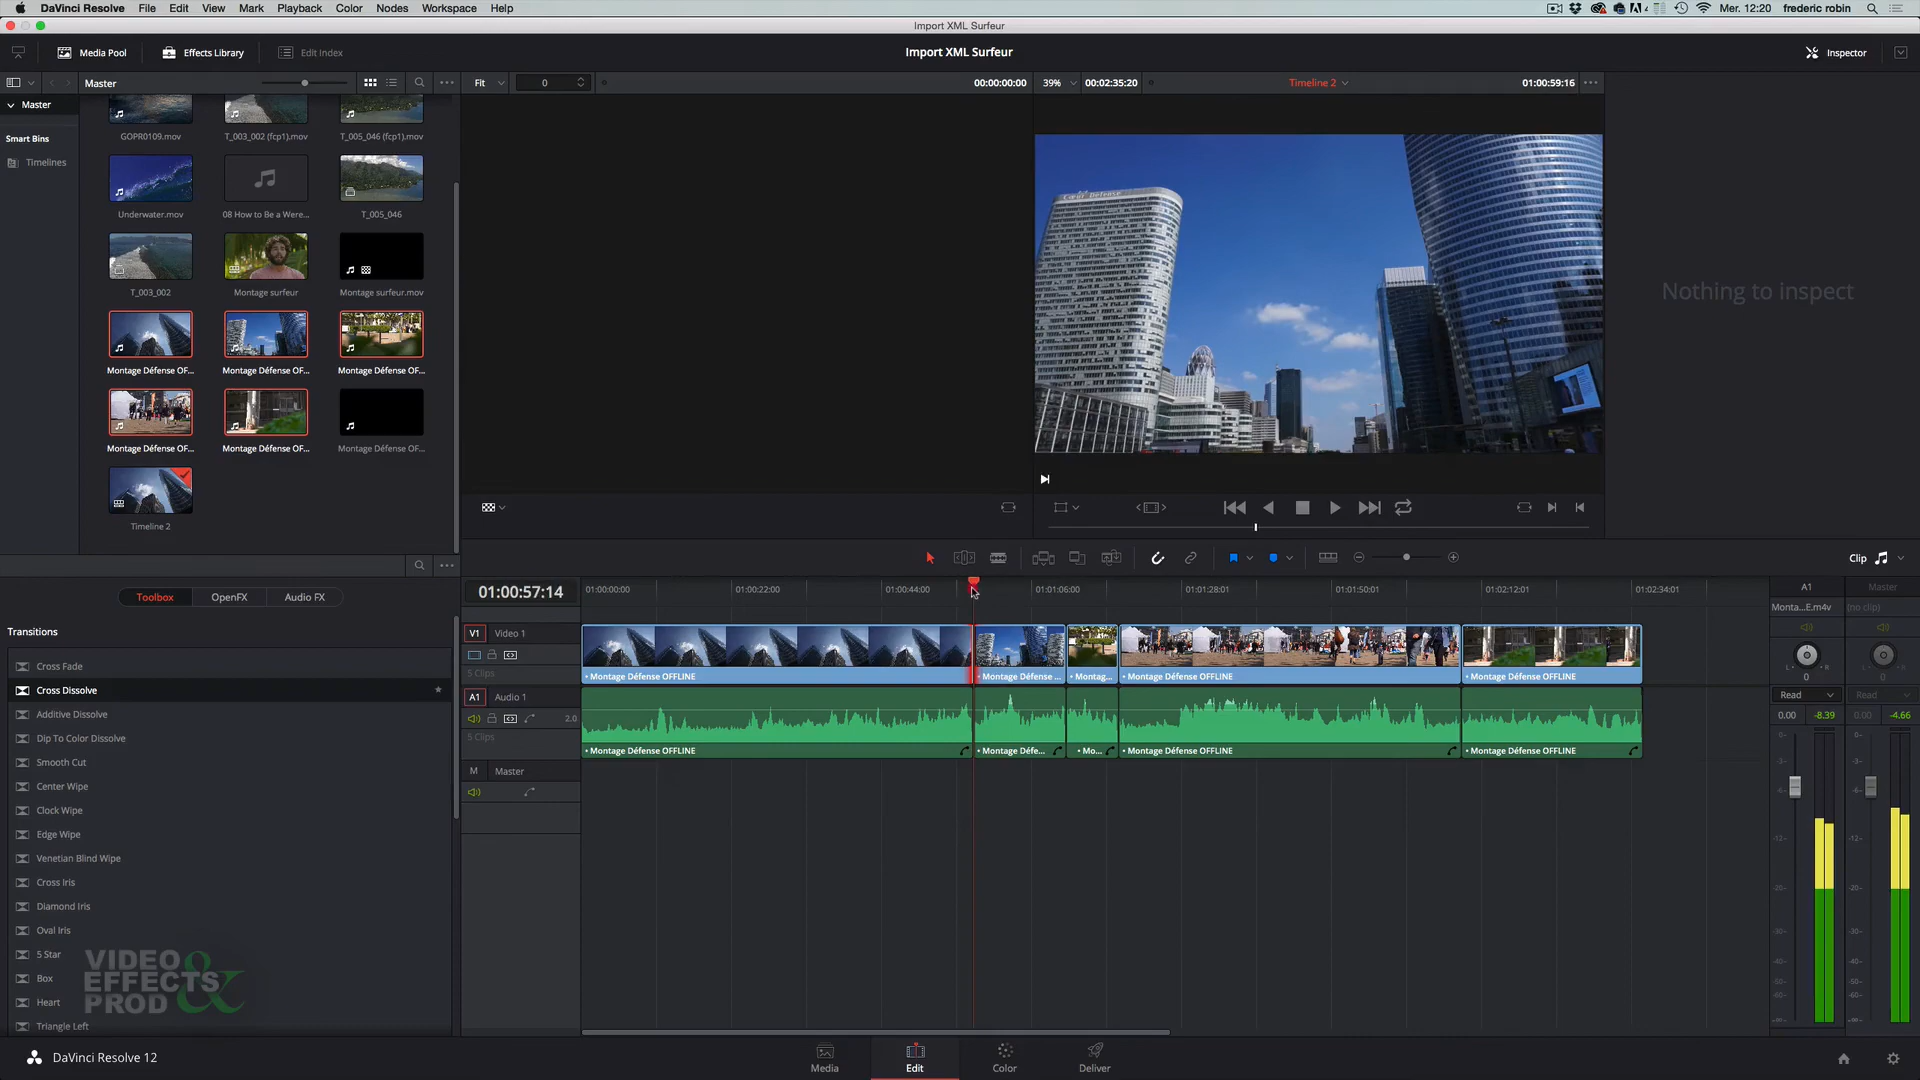 DaVinci Resolve File Edit View Mark Playback Color Nodes Workspace Help
4 Mer. 12:20 frederic robin
Import XML Surfeur
Media Pool Effects Library Edit Index Import XML Surfeur Inspector
Master Fit 0 00:00:00:00 39% 00:02:35:20 Timeline 2 01:00:59:16
Master
Smart Bins
Timelines
GOPR0109.mov T_003_002 (fcp1).mov T_005_046 (fcp1).mov
Underwater.mov 08 How to Be a Were... T_005_046
T_003_002 Montage surfeur Montage surfeur.mov
Montage Défense OF... Montage Défense OF... Montage Défense OF...
Montage Défense OF... Montage Défense OF... Montage Défense OF...
Timeline 2
Nothing to inspect
Clip
Toolbox OpenFX Audio FX
Transitions
Cross Fade
Cross Dissolve
Additive Dissolve
Dip To Color Dissolve
Smooth Cut
Center Wipe
Clock Wipe
Edge Wipe
Venetian Blind Wipe
Cross Iris
Diamond Iris
Oval Iris
5 Star
Box
Heart
Triangle Left
VIDEO
EFFECTS &
PROD
01:00:57:14 01:00:00:00 01:00:22:00 01:00:44:00 01:01:06:00 01:01:28:01 01:01:50:01 01:02:12:01 01:02:34:01
V1 Video 1
5 Clips
Montage Défense OFFLINE Montage Défense ... Montag... Montage Défense OFFLINE Montage Défense OFFLINE
A1 Audio 1
2.0
5 Clips
Montage Défense OFFLINE Montage Défe... Mo... Montage Défense OFFLINE Montage Défense OFFLINE
M Master
A1 Master
Monta...E.m4v (no clip)
L R L R
0 0
Read Read
0.00 -8.39 0.00 -4.66
DaVinci Resolve 12
Media Edit Color Deliver